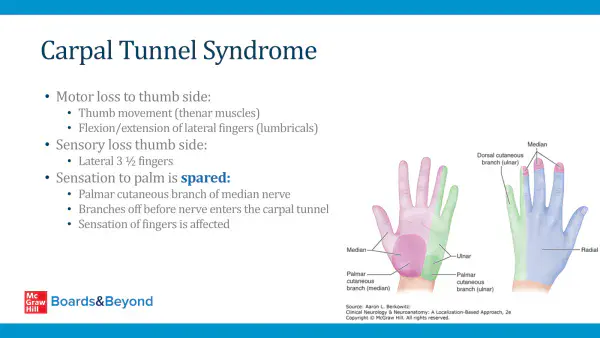 Carpal Tunnel Syndrome
• Motor loss to thumb side:
• Thumb movement (thenar muscles)
• Flexion/extension of lateral fingers (lumbricals)
• Sensory loss thumb side:
• Lateral 3 ½ fingers
• Sensation to palm is spared:
• Palmar cutaneous branch of median nerve
• Branches off before nerve enters the carpal tunnel
• Sensation of fingers is affected
Median
Dorsal cutaneous
branch (ulnar)
Median
Ulnar
Radial
Palmar
cutaneous
branch (median)
Palmar
cutaneous
branch (ulnar)
Source: Aaron L. Berkowitz:
Clinical Neurology & Neuroanatomy: A Localization-Based Approach, 2e
Copyright © McGraw Hill. All rights reserved.
Mc
Graw
Hill
Boards&Beyond